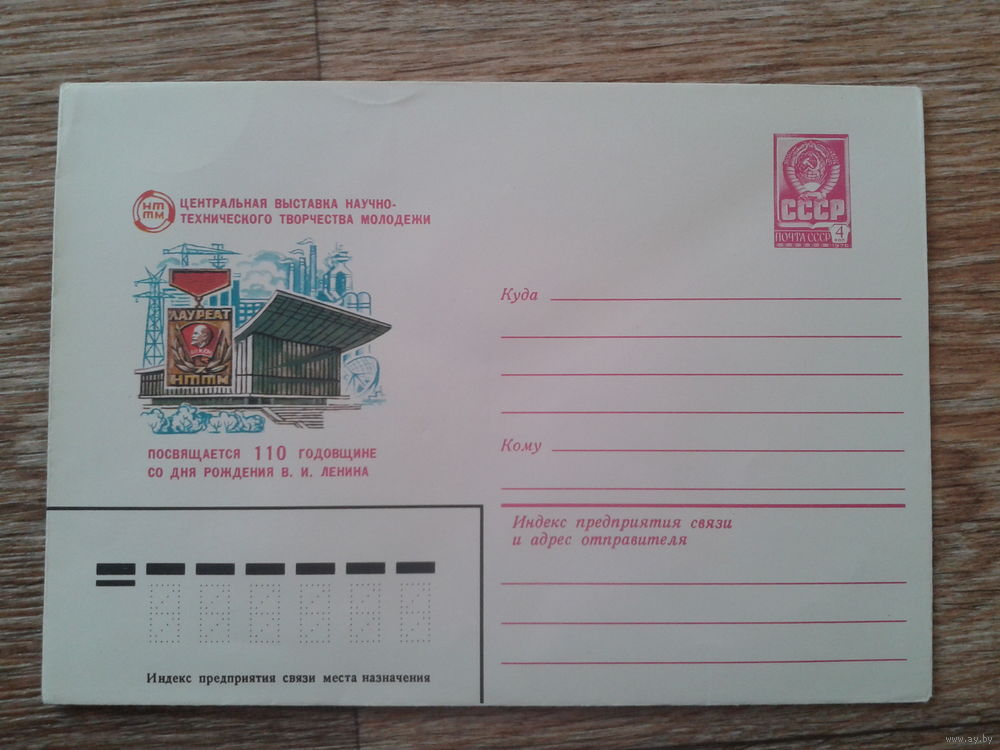 НТ
ТМ
ЦЕНТРАЛЬНАЯ ВЫСТАВКА НАУЧНО-
ТЕХНИЧЕСКОГО ТВОРЧЕСТВА МОЛОДЕЖИ
ЛАУРЕАТ
НТТМ
ПОСВЯЩАЕТСЯ 110 ГОДОВЩИНЕ
СО ДНЯ РОЖДЕНИЯ В. И. ЛЕНИНА
СССР
ПОЧТА СССР 4
коп
Куда
Кому
Индекс предприятия связи
и адрес отправителя
Индекс предприятия связи места назначения
www.ay.by